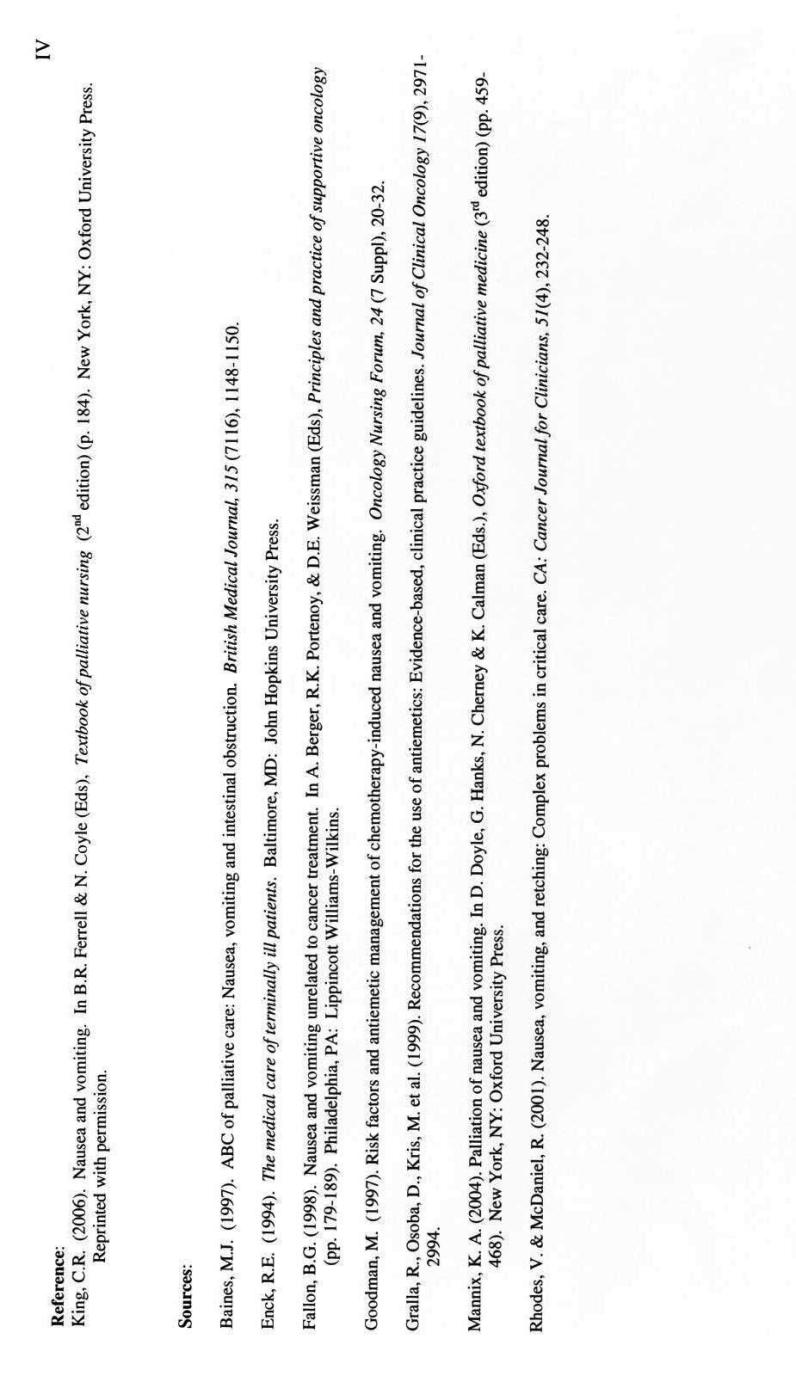 IV
Reference:
King, C.R. (2006). Nausea and vomiting. In B.R. Ferrell & N. Coyle (Eds), Textbook of palliative nursing (2nd edition) (p. 184). New York, NY: Oxford University Press.
Reprinted with permission.
Sources:
Baines, M.J. (1997). ABC of palliative care: Nausea, vomiting and intestinal obstruction. British Medical Journal, 315 (7116), 1148-1150.
Enck, R.E. (1994). The medical care of terminally ill patients. Baltimore, MD: John Hopkins University Press.
Fallon, B.G. (1998). Nausea and vomiting unrelated to cancer treatment. In A. Berger, R.K. Portenoy, & D.E. Weissman (Eds), Principles and practice of supportive oncology
(pp. 179-189). Philadelphia, PA: Lippincott Williams-Wilkins.
Goodman, M. (1997). Risk factors and antiemetic management of chemotherapy-induced nausea and vomiting. Oncology Nursing Forum, 24 (7 Suppl), 20-32.
Gralla, R., Osoba, D., Kris, M. et al. (1999). Recommendations for the use of antiemetics: Evidence-based, clinical practice guidelines. Journal of Clinical Oncology 17(9), 2971-
2994.
Mannix, K. A. (2004). Palliation of nausea and vomiting. In D. Doyle, G. Hanks, N. Cherney & K. Calman (Eds.), Oxford textbook of palliative medicine (3rd edition) (pp. 459-
468). New York, NY: Oxford University Press.
Rhodes, V. & McDaniel, R. (2001). Nausea, vomiting, and retching: Complex problems in critical care. CA: Cancer Journal for Clinicians, 51(4), 232-248.